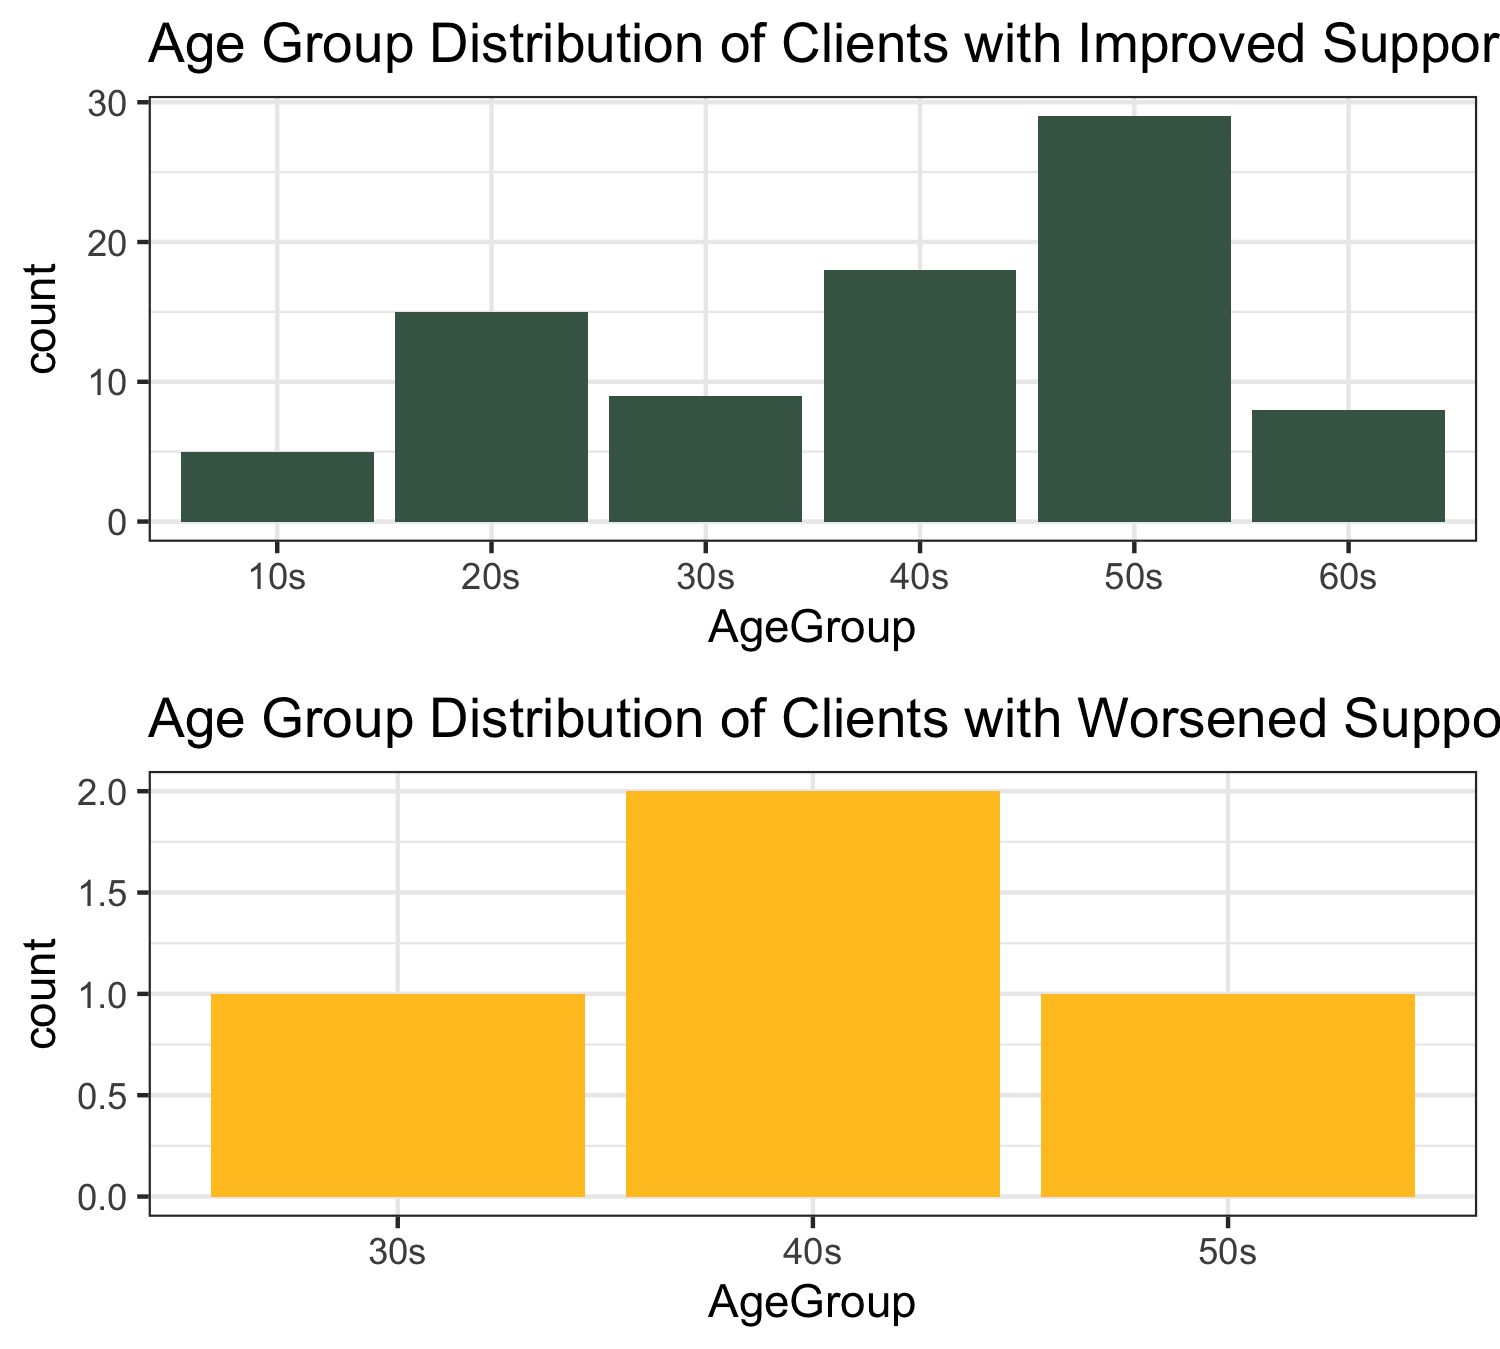 Age Group Distribution of Clients with Improved Suppor
30
20
10
0
count
10s 20s 30s 40s 50s 60s
AgeGroup
Age Group Distribution of Clients with Worsened Suppo
2.0
1.5
1.0
0.5
0.0
count
30s 40s 50s
AgeGroup